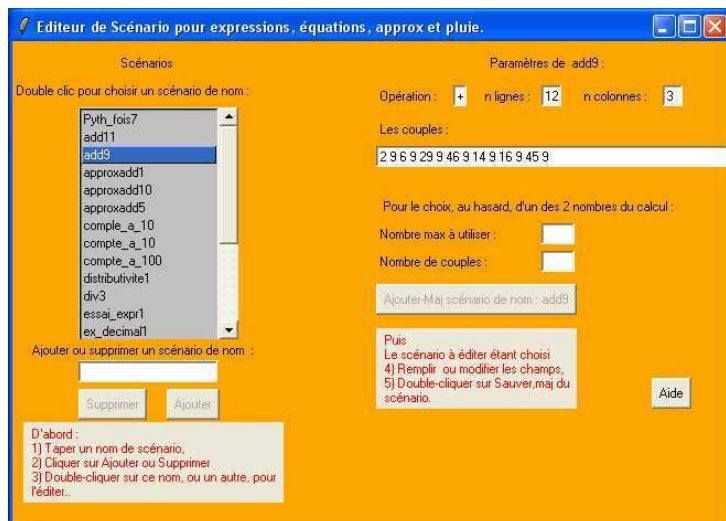 Editeur de Scénario pour expressions, équations, approx et pluie.
Scénarios
Double clic pour choisir un scénario de nom :
Pyth_fois7
add11
add9
approxadd1
approxadd10
approxadd5
comple_a_10
compte_a_10
compte_a_100
distributivite1
div3
essai_expr1
ex_decimal1
Ajouter ou supprimer un scénario de nom :
Supprimer Ajouter
D'abord :
1) Taper un nom de scénario,
2) Cliquer sur Ajouter ou Supprimer
3) Double-cliquer sur ce nom, ou un autre, pour
l'éditer..
Paramètres de add9 :
Opération : + n lignes : 12 n colonnes : 3
Les couples :
2 9 6 9 29 9 46 9 14 9 16 9 45 9
Pour le choix, au hasard, d'un des 2 nombres du calcul :
Nombre max à utiliser :
Nombre de couples :
Ajouter-Maj scénario de nom : add9
Puis
Le scénario à éditer étant choisi
4) Remplir ou modifier les champs,
5) Double-cliquer sur Sauver,maj du
scénario.
Aide